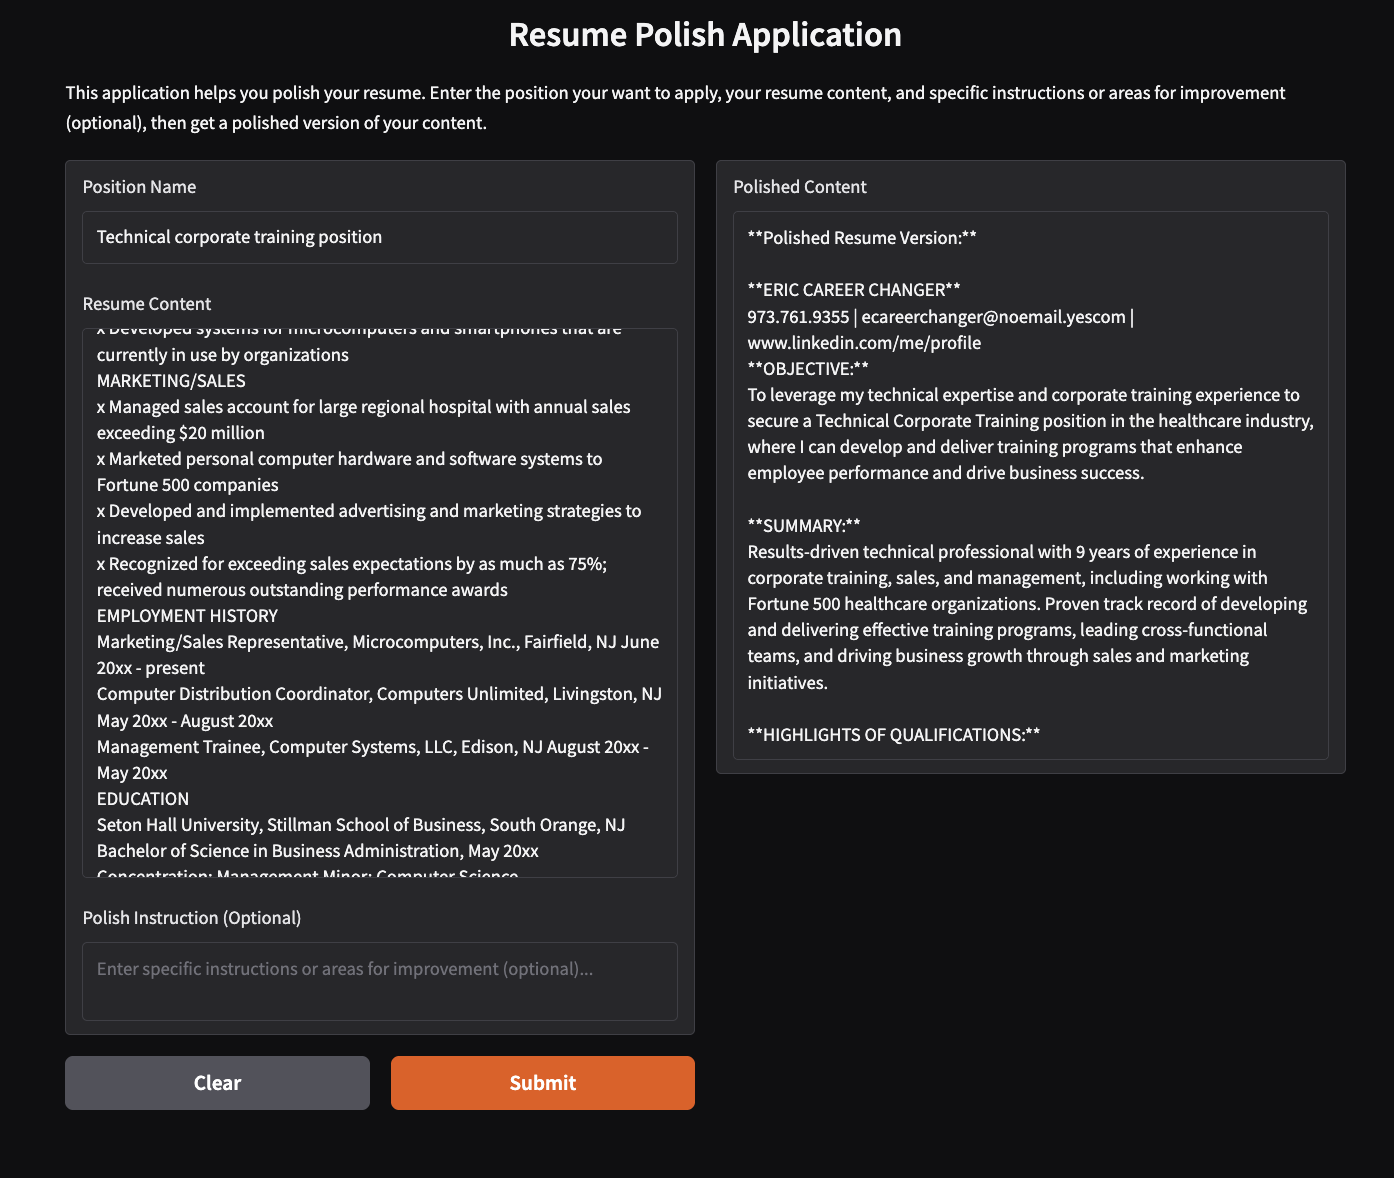 Resume Polish Application
This application helps you polish your resume. Enter the position your want to apply, your resume content, and specific instructions or areas for improvement
(optional), then get a polished version of your content.
Position Name
Technical corporate training position
Resume Content
x Developed systems for microcomputers and smartphones that are
currently in use by organizations
MARKETING/SALES
x Managed sales account for large regional hospital with annual sales
exceeding $20 million
x Marketed personal computer hardware and software systems to
Fortune 500 companies
x Developed and implemented advertising and marketing strategies to
increase sales
x Recognized for exceeding sales expectations by as much as 75%;
received numerous outstanding performance awards
EMPLOYMENT HISTORY
Marketing/Sales Representative, Microcomputers, Inc., Fairfield, NJ June
20xx - present
Computer Distribution Coordinator, Computers Unlimited, Livingston, NJ
May 20xx - August 20xx
Management Trainee, Computer Systems, LLC, Edison, NJ August 20xx -
May 20xx
EDUCATION
Seton Hall University, Stillman School of Business, South Orange, NJ
Bachelor of Science in Business Administration, May 20xx
Concentration: Management Minor: Computer Science
Polish Instruction (Optional)
Enter specific instructions or areas for improvement (optional)...
Clear
Submit
Polished Content
**Polished Resume Version:**
**ERIC CAREER CHANGER**
973.761.9355 | ecareerchanger@noemail.yescom |
www.linkedin.com/me/profile
**OBJECTIVE:**
To leverage my technical expertise and corporate training experience to
secure a Technical Corporate Training position in the healthcare industry,
where I can develop and deliver training programs that enhance
employee performance and drive business success.
**SUMMARY:**
Results-driven technical professional with 9 years of experience in
corporate training, sales, and management, including working with
Fortune 500 healthcare organizations. Proven track record of developing
and delivering effective training programs, leading cross-functional
teams, and driving business growth through sales and marketing
initiatives.
**HIGHLIGHTS OF QUALIFICATIONS:**